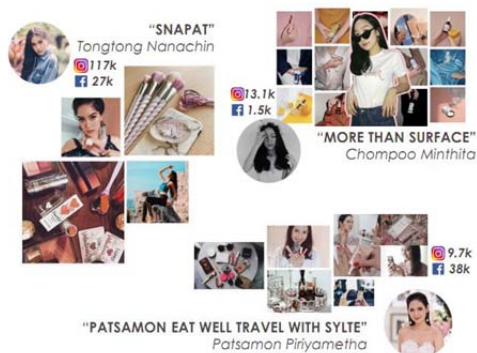 "SNAPAT"
Tongtong Nanachin
117k
27k
13.1k
1.5k
"MORE THAN SURFACE"
Chompoo Minthita
9.7k
38k
"PATSAMON EAT WELL TRAVEL WITH SYLTE"
Patsamon Piriyametha